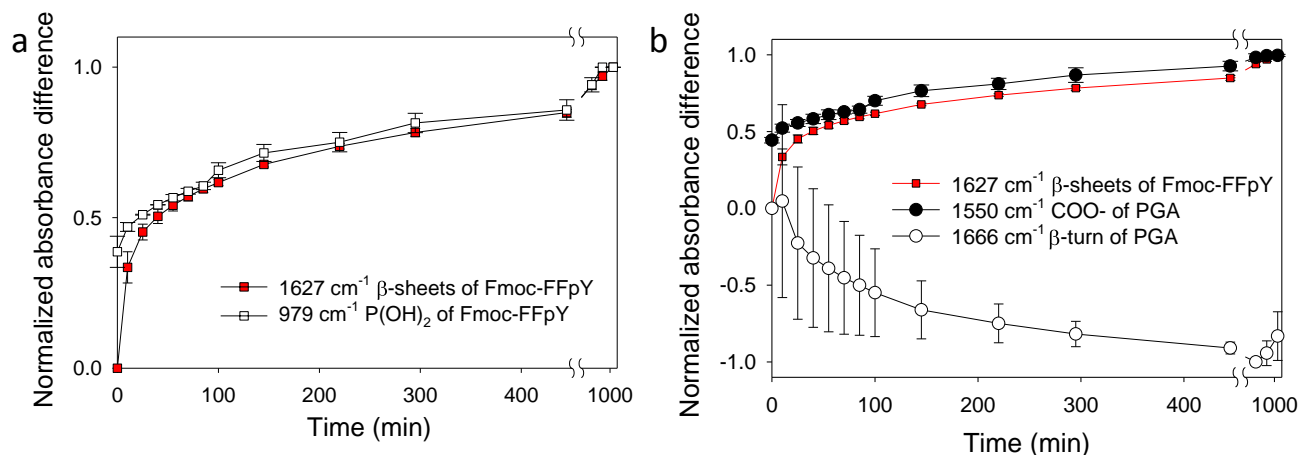 a
Normalized absorbance difference
1.0
0.5
0.0
1627 cm-1 β-sheets of Fmoc-FFpY
979 cm-1 P(OH)2 of Fmoc-FFpY
0 100 200 300 400 1000
Time (min)
b
Normalized absorbance difference
1.0
0.5
0.0
-0.5
-1.0
1627 cm-1 β-sheets of Fmoc-FFpY
1550 cm-1 COO- of PGA
1666 cm-1 β-turn of PGA
0 100 200 300 400 1000
Time (min)